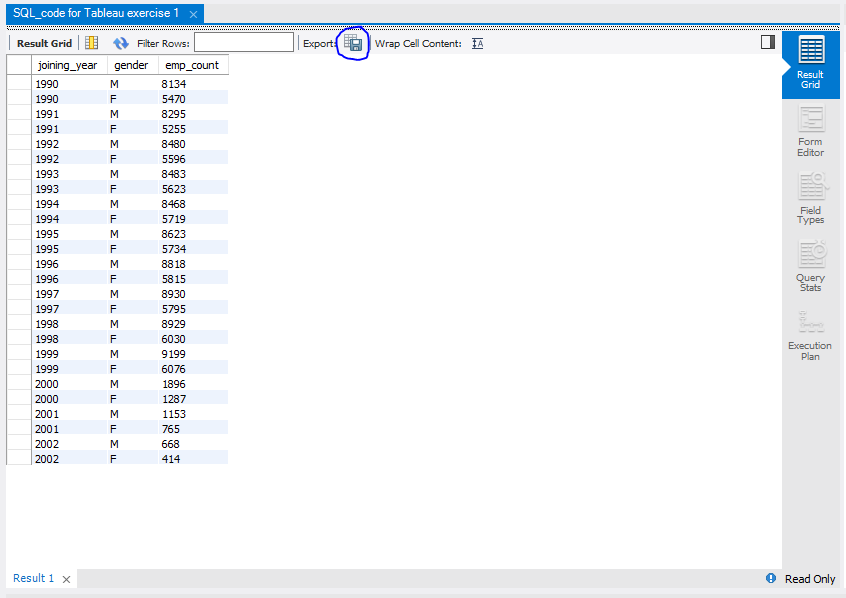 SQL_code for Tableau exercise 1
Result Grid Filter Rows: Export: Wrap Cell Content:
joining_year gender emp_count
1990 M 8134
1990 F 5470
1991 M 8295
1991 F 5255
1992 M 8480
1992 F 5596
1993 M 8483
1993 F 5623
1994 M 8468
1994 F 5719
1995 M 8623
1995 F 5734
1996 M 8818
1996 F 5815
1997 M 8930
1997 F 5795
1998 M 8929
1998 F 6030
1999 M 9199
1999 F 6076
2000 M 1896
2000 F 1287
2001 M 1153
2001 F 765
2002 M 668
2002 F 414
Result
Grid
Form
Editor
Field
Types
Query
Stats
Execution
Plan
Result 1
Read Only